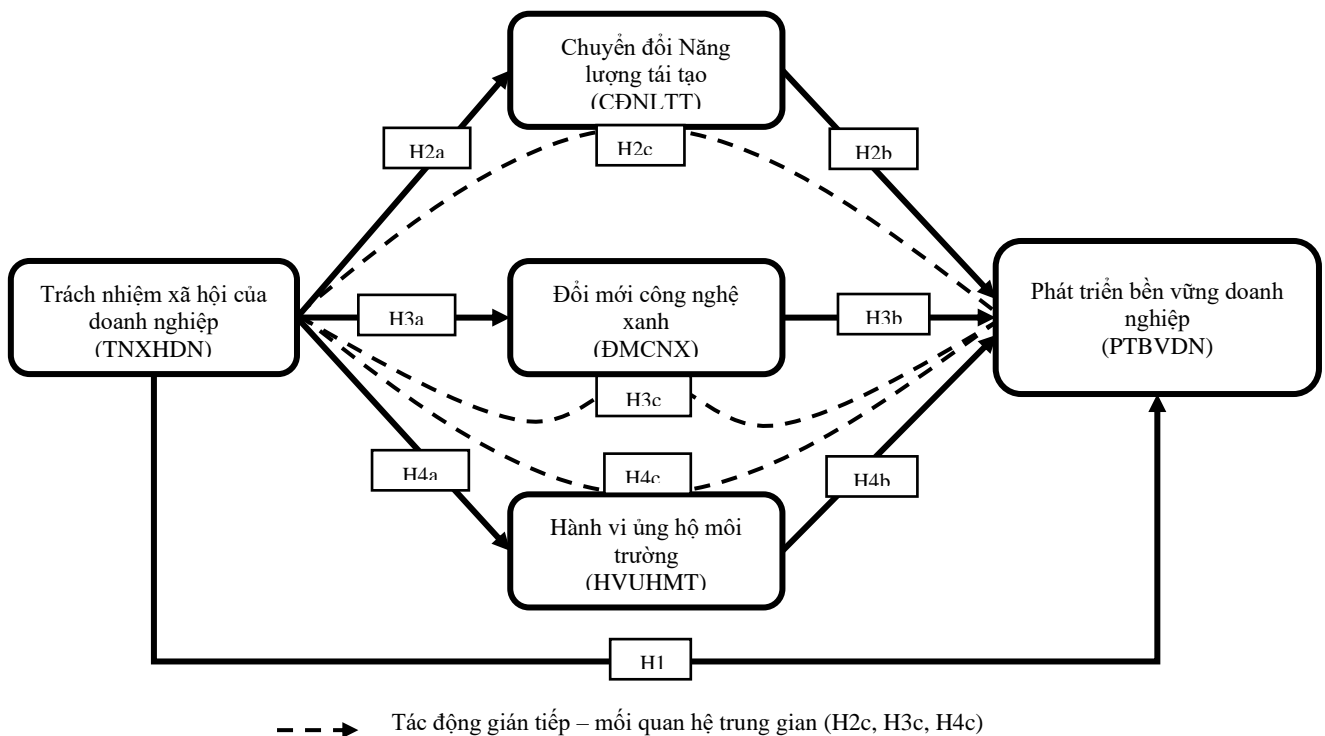 Chuyển đổi Năng
lượng tái tạo
(CĐNLTT)
H2a
H2c
H2b
Trách nhiệm xã hội của
doanh nghiệp
(TNXHDN)
H3a
Đổi mới công nghệ
xanh
(ĐMCNX)
H3b
Phát triển bền vững doanh
nghiệp
(PTBVDN)
H3c
H4a
H4c
H4b
Hành vi ủng hộ môi
trường
(HVUHMT)
H1
Tác động gián tiếp – mối quan hệ trung gian (H2c, H3c, H4c)